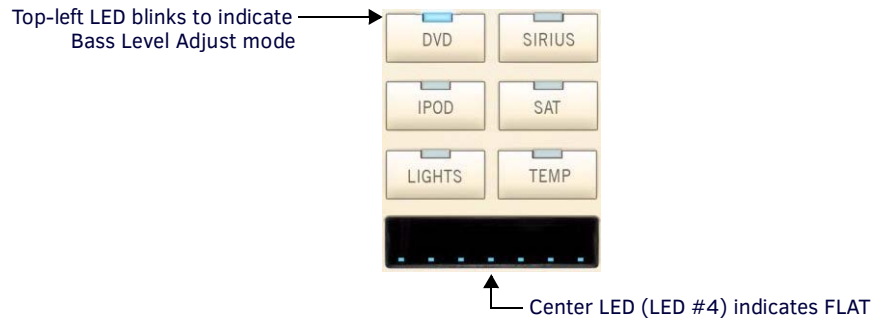 Top-left LED blinks to indicate
Bass Level Adjust mode
DVD
SIRIUS
IPOD
SAT
LIGHTS
TEMP
Center LED (LED #4) indicates FLAT